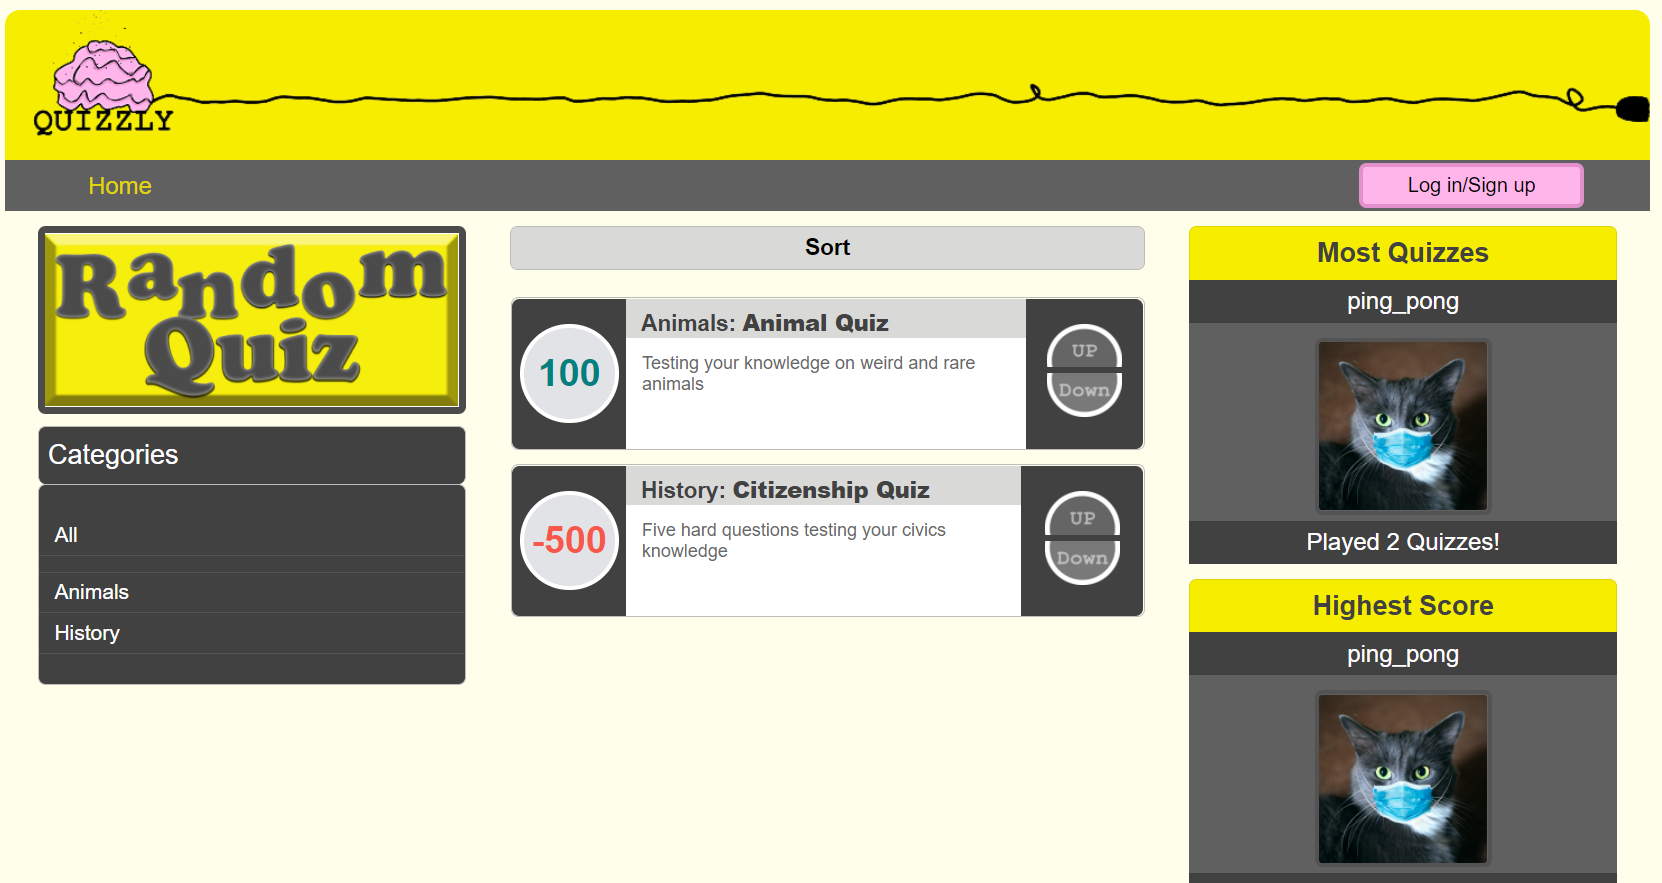 QUIZZLY
Home
Log in/Sign up
Random
Quiz
Categories
All
Animals
History
Sort
100
Animals: Animal Quiz
Testing your knowledge on weird and rare
animals
UP
Down
-500
History: Citizenship Quiz
Five hard questions testing your civics
knowledge
UP
Down
Most Quizzes
ping_pong
Played 2 Quizzes!
Highest Score
ping_pong